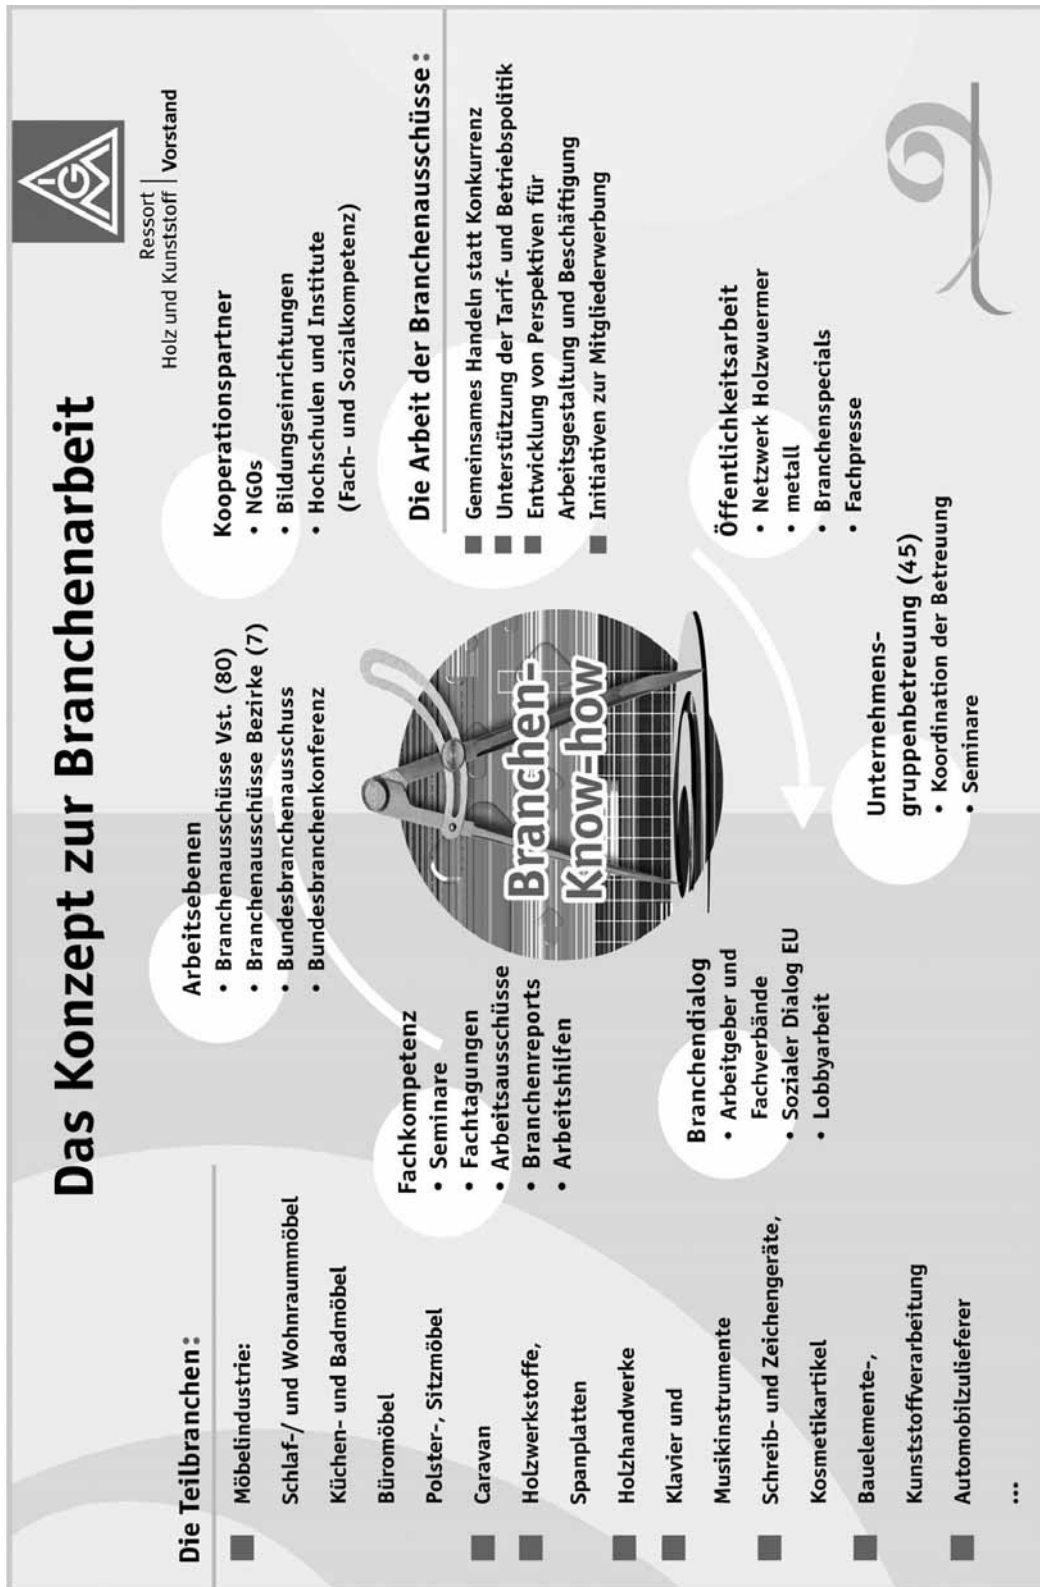 Das Konzept zur Branchenarbeit
IGM
Ressort
Holz und Kunststoff | Vorstand
Die Teilbranchen:
Möbelindustrie:
Schlaf-/ und Wohnraummöbel
Küchen- und Badmöbel
Büromöbel
Polster-, Sitzmöbel
Caravan
Holzwerkstoffe,
Spanplatten
Holzhandwerke
Klavier und
Musikinstrumente
Schreib- und Zeichengeräte,
Kosmetikartikel
Bauelemente-,
Kunststoffverarbeitung
Automobilzulieferer
...
Arbeitsebenen
• Branchenausschüsse Vst. (80)
• Branchenausschüsse Bezirke (7)
• Bundesbranchenausschuss
• Bundesbranchenkonferenz
Fachkompetenz
• Seminare
• Fachtagungen
• Arbeitsausschüsse
• Branchenreports
• Arbeitshilfen
Branchendialog
• Arbeitgeber und
Fachverbände
• Sozialer Dialog EU
• Lobbyarbeit
Branchen-
Know-how
Kooperationspartner
• NGOs
• Bildungseinrichtungen
• Hochschulen und Institute
(Fach- und Sozialkompetenz)
Die Arbeit der Branchenausschüsse:
Gemeinsames Handeln statt Konkurrenz
Unterstützung der Tarif- und Betriebspolitik
Entwicklung von Perspektiven für
Arbeitsgestaltung und Beschäftigung
Initiativen zur Mitgliederwerbung
Öffentlichkeitsarbeit
• Netzwerk Holzwuermer
• metall
• Branchenspecials
• Fachpresse
Unternehmens-
gruppenbetreuung (45)
• Koordination der Betreuung
• Seminare